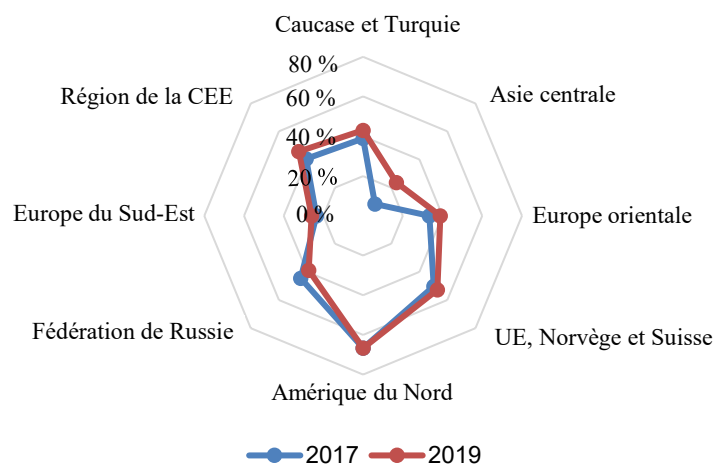 Caucase et Turquie
80 %
Asie centrale
Région de la CEE
60 %
40 %
20 %
Europe du Sud-Est
0 %
Europe orientale
Fédération de Russie
UE, Norvège et Suisse
Amérique du Nord
2017
2019